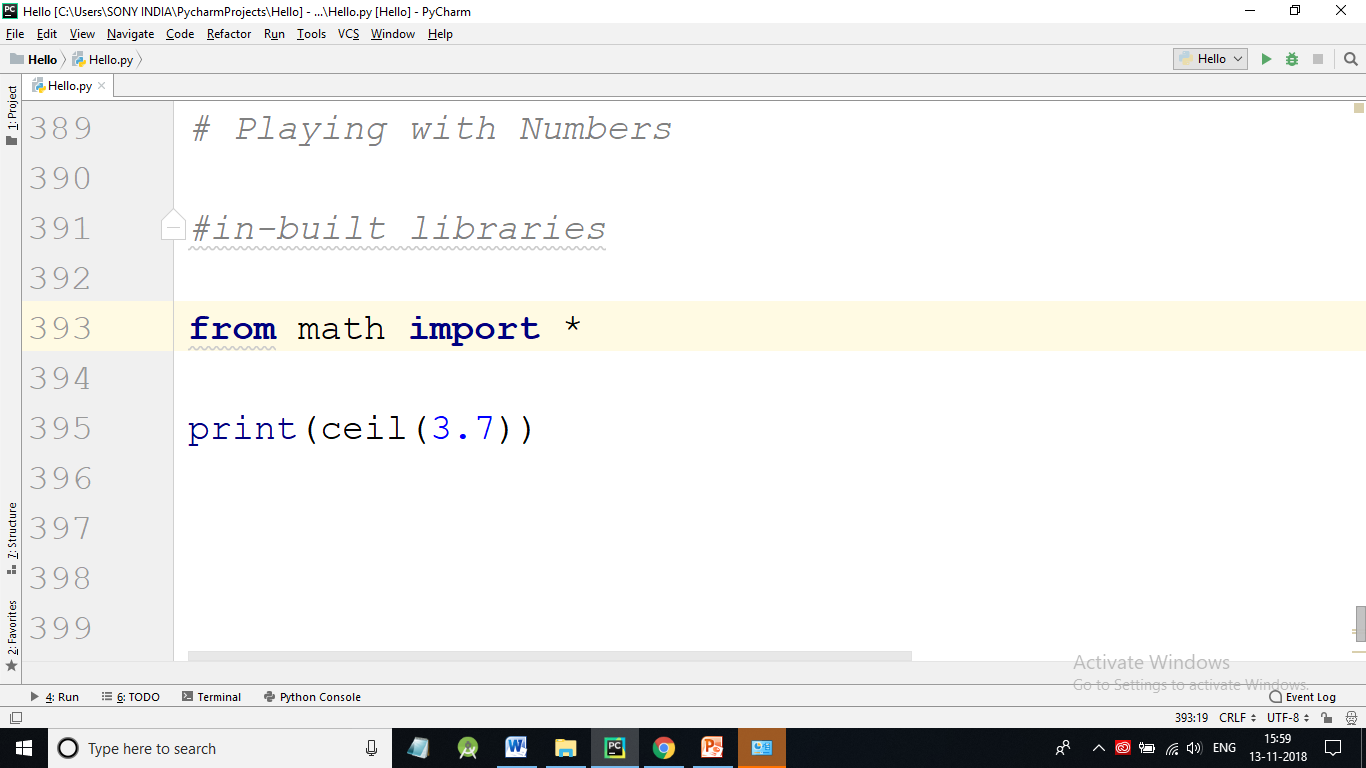 PC Hello [C:\Users\SONY INDIA\PycharmProjects\Hello] - ...\Hello.py [Hello] - PyCharm
File Edit View Navigate Code Refactor Run Tools VCS Window Help
Hello Hello.py Hello
Hello.py
1: Project
7: Structure
2: Favorites
389 # Playing with Numbers
390
391 #in-built libraries
392
393 from math import *
394
395 print(ceil(3.7))
396
397
398
399
Activate Windows
Go to Settings to activate Windows.
4: Run 6: TODO Terminal Python Console Event Log
393:19 CRLF UTF-8
Type here to search W PC P ENG 15:59
13-11-2018